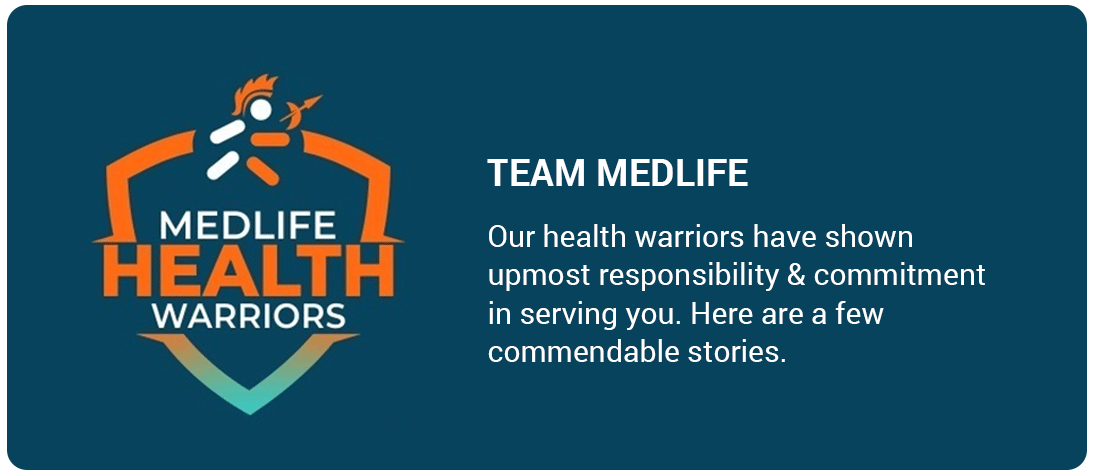 MEDLIFE
HEALTH
WARRIORS
TEAM MEDLIFE
Our health warriors have shown
upmost responsibility & commitment
in serving you. Here are a few
commendable stories.